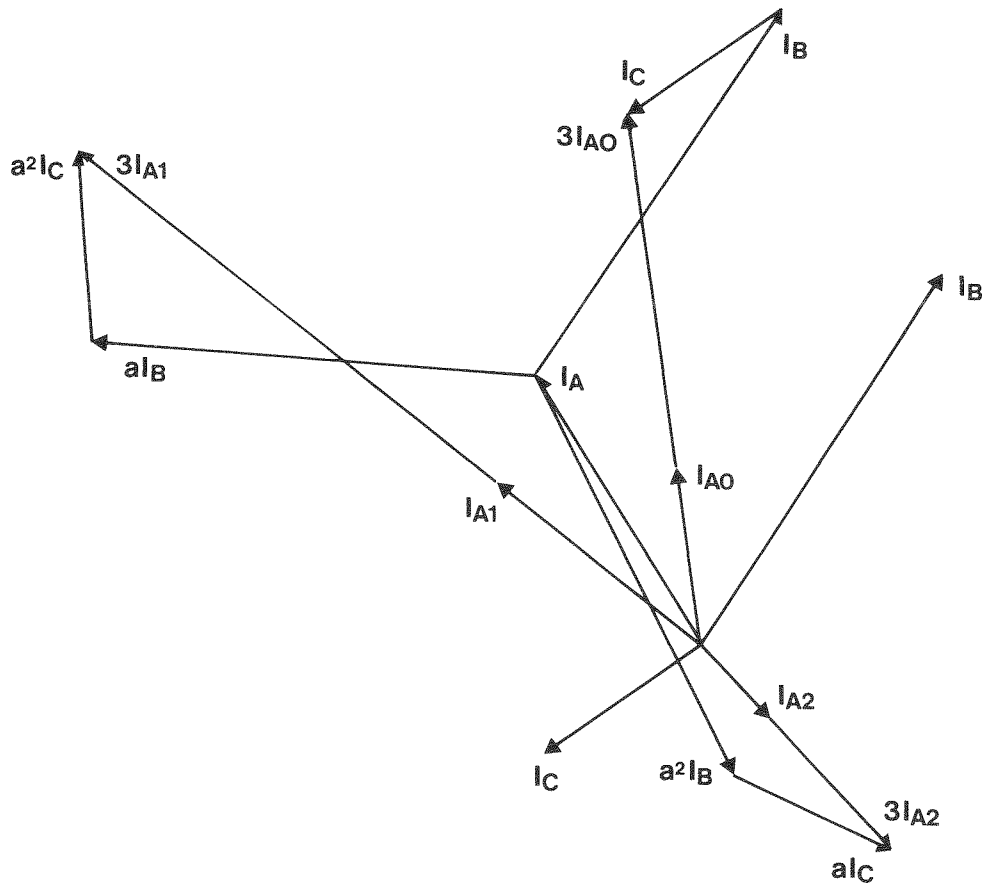 I_B
I_C
3I_A0
a²I_C
3I_A1
I_B
aI_B
I_A
I_A0
I_A1
I_A2
I_C
a²I_B
3I_A2
aI_C